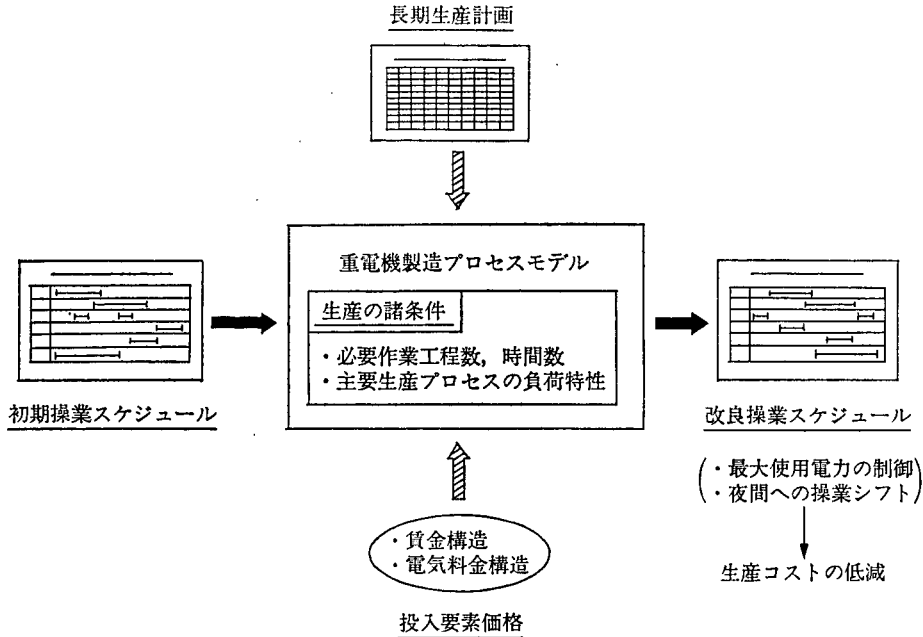 長期生産計画
重電機製造プロセスモデル
生産の諸条件
・必要作業工程数，時間数
・主要生産プロセスの負荷特性
初期操業スケジュール
改良操業スケジュール
・最大使用電力の制御
・夜間への操業シフト
生産コストの低減
・賃金構造
・電気料金構造
投入要素価格